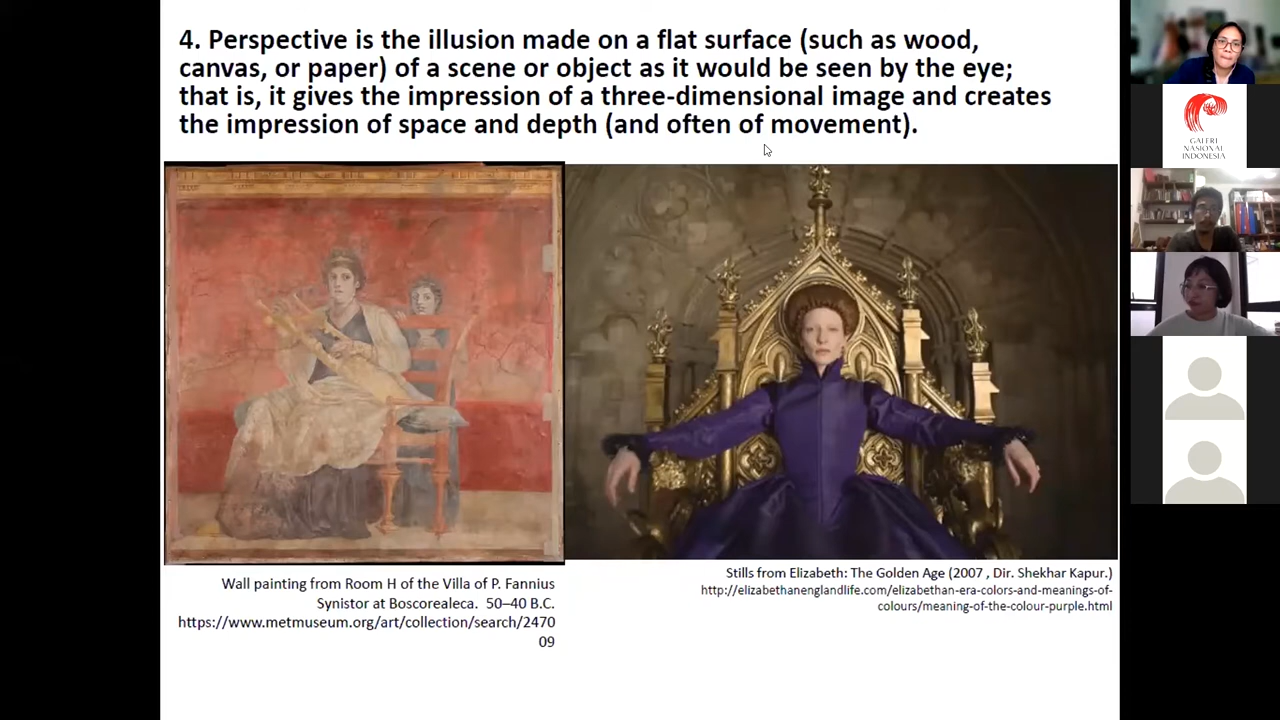 4. Perspective is the illusion made on a flat surface (such as wood,
canvas, or paper) of a scene or object as it would be seen by the eye;
that is, it gives the impression of a three-dimensional image and creates
the impression of space and depth (and often of movement).
Wall painting from Room H of the Villa of P. Fannius
Synistor at Boscorealeca. 50–40 B.C.
https://www.metmuseum.org/art/collection/search/2470
09
Stills from Elizabeth: The Golden Age (2007 , Dir. Shekhar Kapur.)
http://elizabethanenglandlife.com/elizabethan-era-colors-and-meanings-of-
colours/meaning-of-the-colour-purple.html
GALERI
NASIONAL
INDONESIA